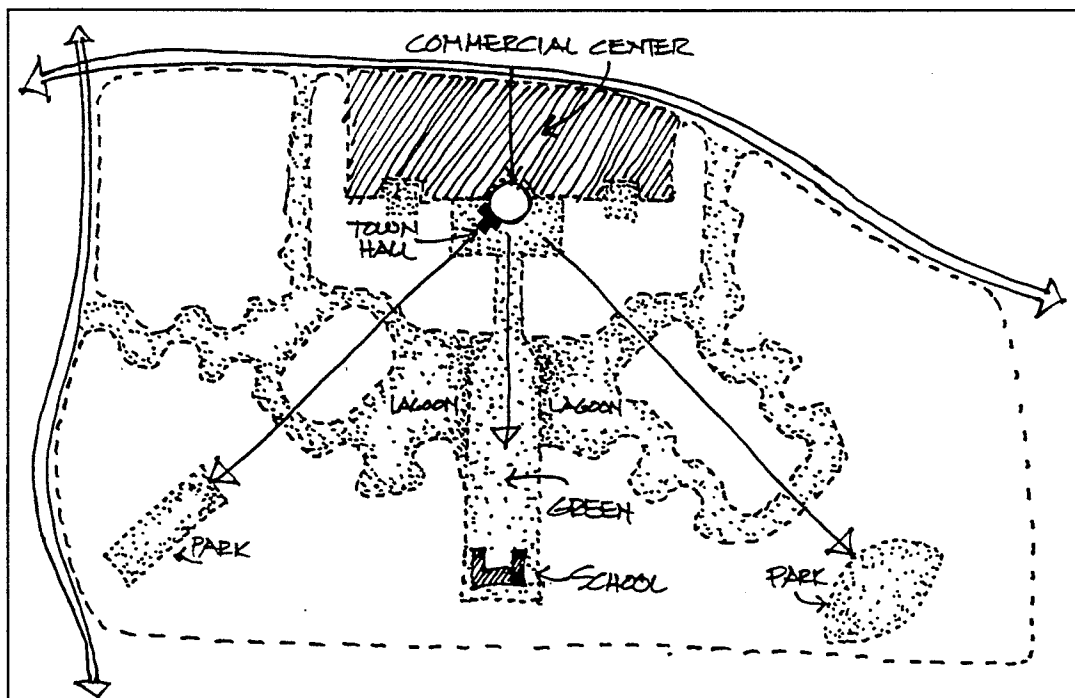 COMMERCIAL CENTER
TOWN
HALL
LAGOON
LAGOON
GREEN
PARK
SCHOOL
PARK